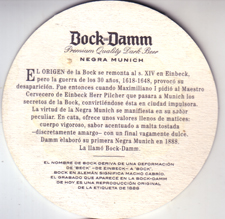 Bock-Damm
Premium Quality Dark Beer
NEGRA MUNICH
EL ORIGEN de la Bock se remonta al s. XIV en Einbeck,
pero la guerra de los 30 años, 1618-1648, provocó su
desaparición. Fue entonces cuando Maximiliano I pidió al Maestro
Cervecero de Einbeck Herr Pilcher que pasara a Munich los
secretos de la Bock, convirtiéndose ésta en ciudad impulsora.
La virtud de la Negra Munich se manifiesta en su sabor
peculiar. En cata, ofrece unos valores llenos de matices:
cuerpo vigoroso, sabor acentuado a malta tostada
-discretamente amargo- con un final vagamente dulce.
Damm elaboró su primera Negra Munich en 1888.
La llamó Bock-Damm.
EL NOMBRE DE BOCK DERIVA DE UNA DEFORMACIÓN
DE "BECK" -DE EINBECK- A "BOCK".
BOCK EN ALEMÁN SIGNIFICA MACHO CABRÍO.
EL GRABADO QUE APARECE EN LA BOCK-DAMM
DE HOY ES UNA REPRODUCCIÓN ORIGINAL
DE LA ETIQUETA DE 1888